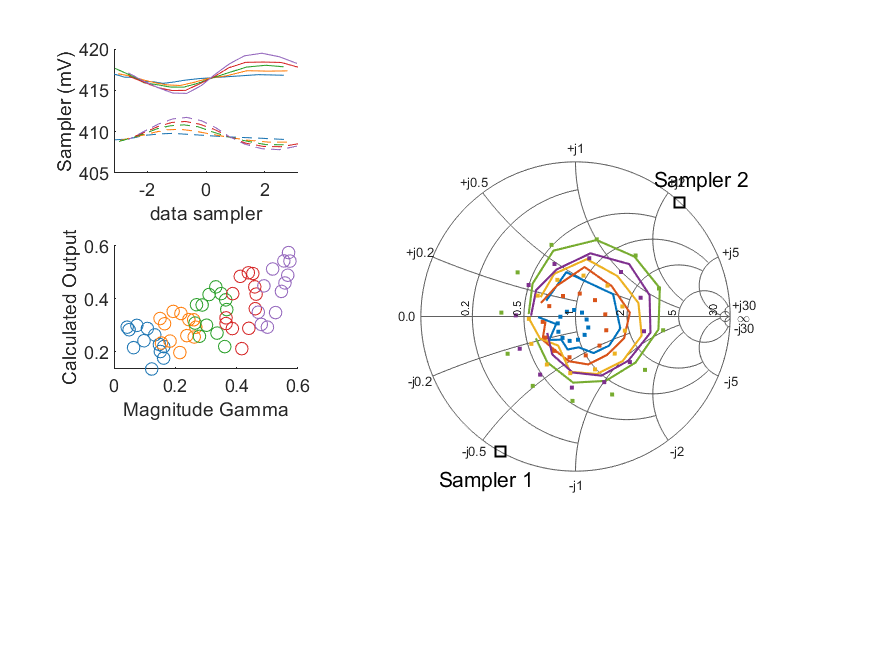 420
415
410
405
Sampler (mV)
-2
0
2
data sampler
0.6
0.4
0.2
Calculated Output
0
0.2
0.4
0.6
Magnitude Gamma
+j1
+j0.5
Sampler 2
+j0.2
+j5
0.0
0.2
0.5
1
2
5
30
+j30
∞
-j30
-j0.2
-j5
-j0.5
-j2
Sampler 1
-j1